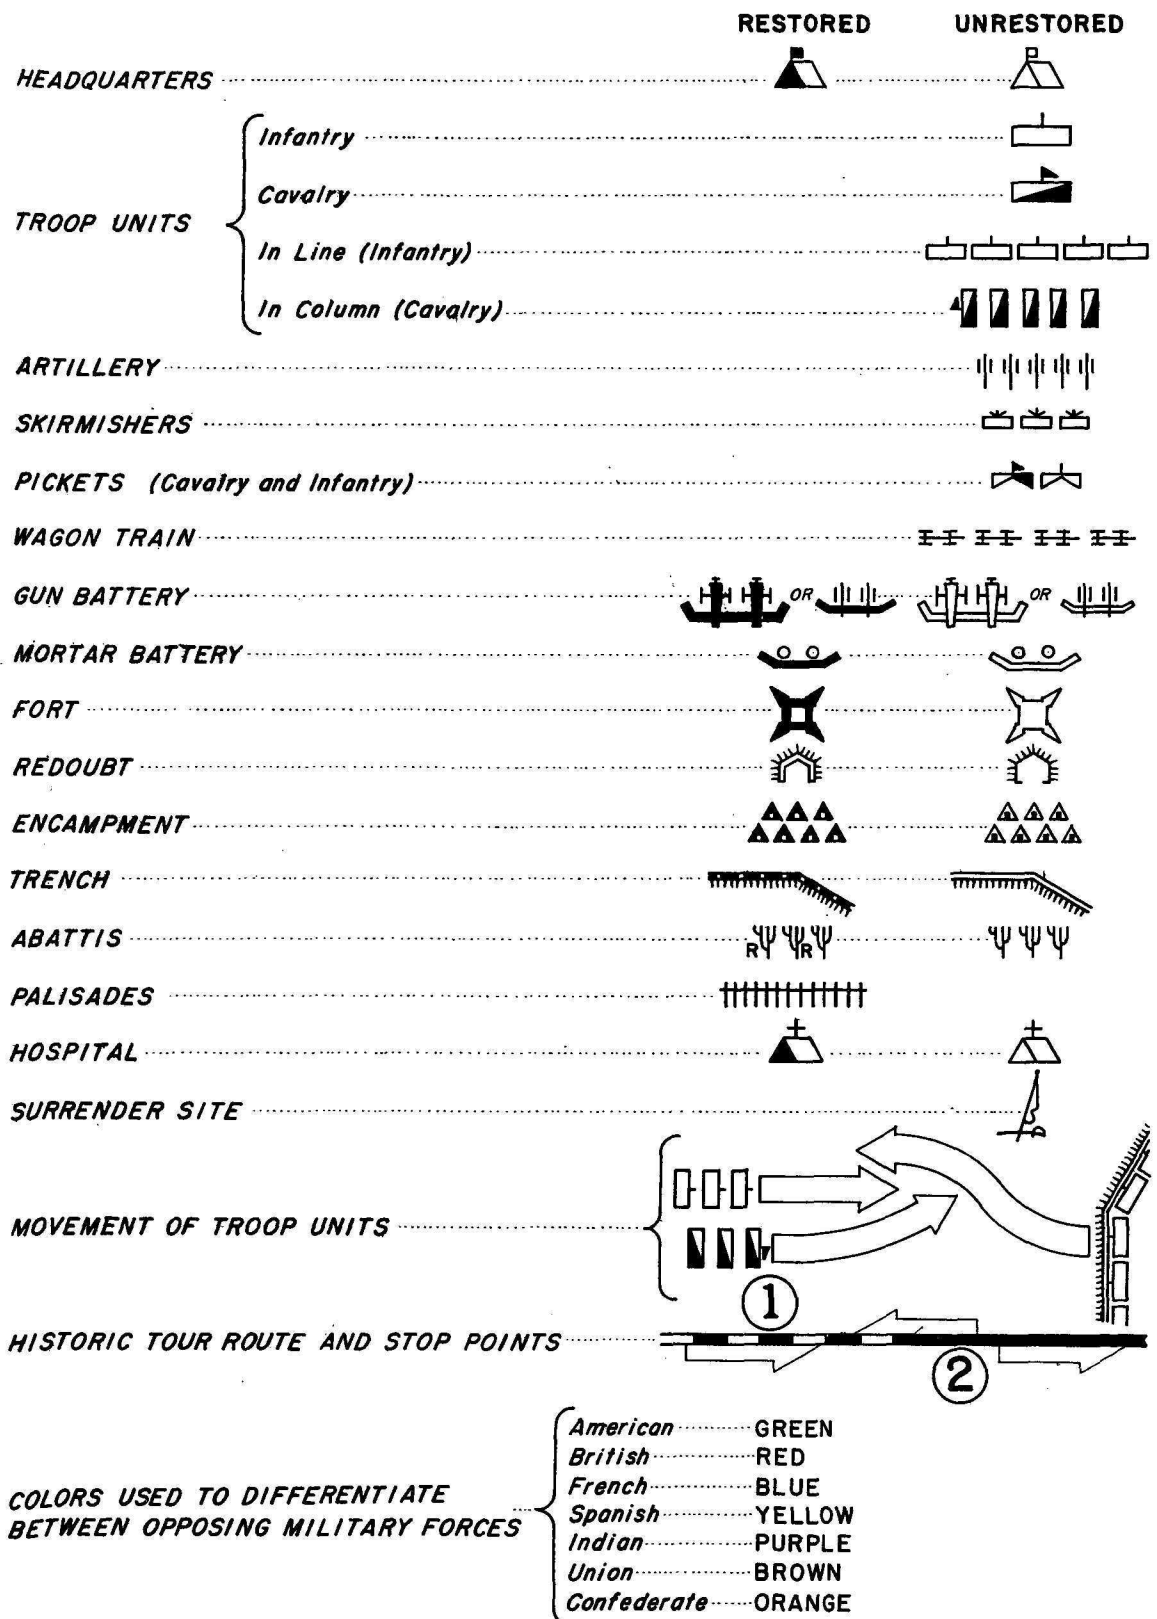 RESTORED UNRESTORED
HEADQUARTERS
Infantry
Cavalry
TROOP UNITS
In Line (Infantry)
In Column (Cavalry)
ARTILLERY
SKIRMISHERS
PICKETS (Cavalry and Infantry)
WAGON TRAIN
GUN BATTERY OR OR
MORTAR BATTERY
FORT
REDOUBT
ENCAMPMENT
TRENCH
ABATTIS R R
PALISADES
HOSPITAL
SURRENDER SITE
MOVEMENT OF TROOP UNITS
1
HISTORIC TOUR ROUTE AND STOP POINTS
2
American GREEN
British RED
French BLUE
COLORS USED TO DIFFERENTIATE
Spanish YELLOW
BETWEEN OPPOSING MILITARY FORCES
Indian PURPLE
Union BROWN
Confederate ORANGE